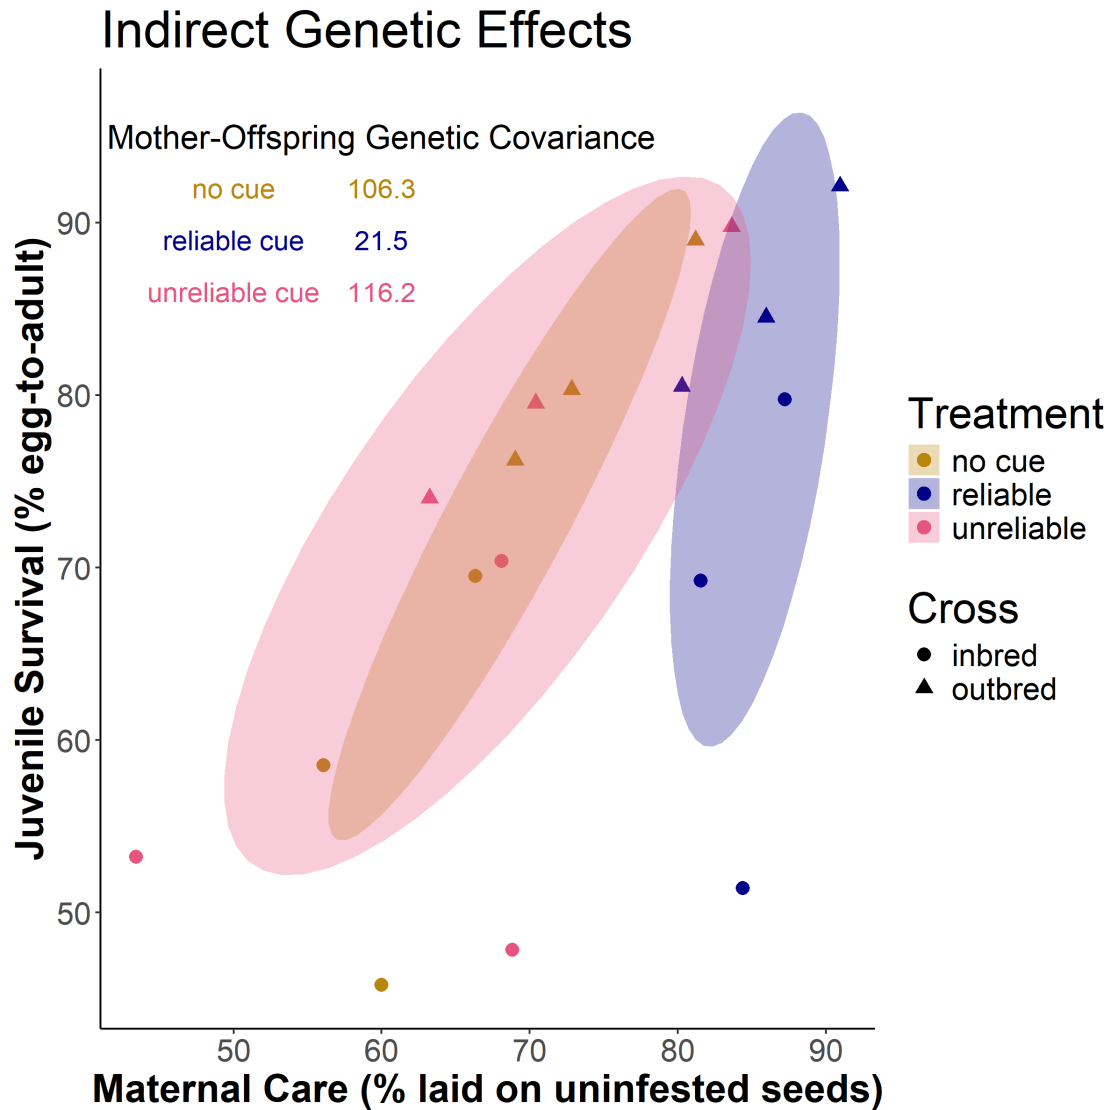 Indirect Genetic Effects
Mother-Offspring Genetic Covariance
no cue 106.3
reliable cue 21.5
unreliable cue 116.2
Juvenile Survival (% egg-to-adult)
90
80
70
60
50
50 60 70 80 90
Maternal Care (% laid on uninfested seeds)
Treatment
no cue
reliable
unreliable
Cross
inbred
outbred